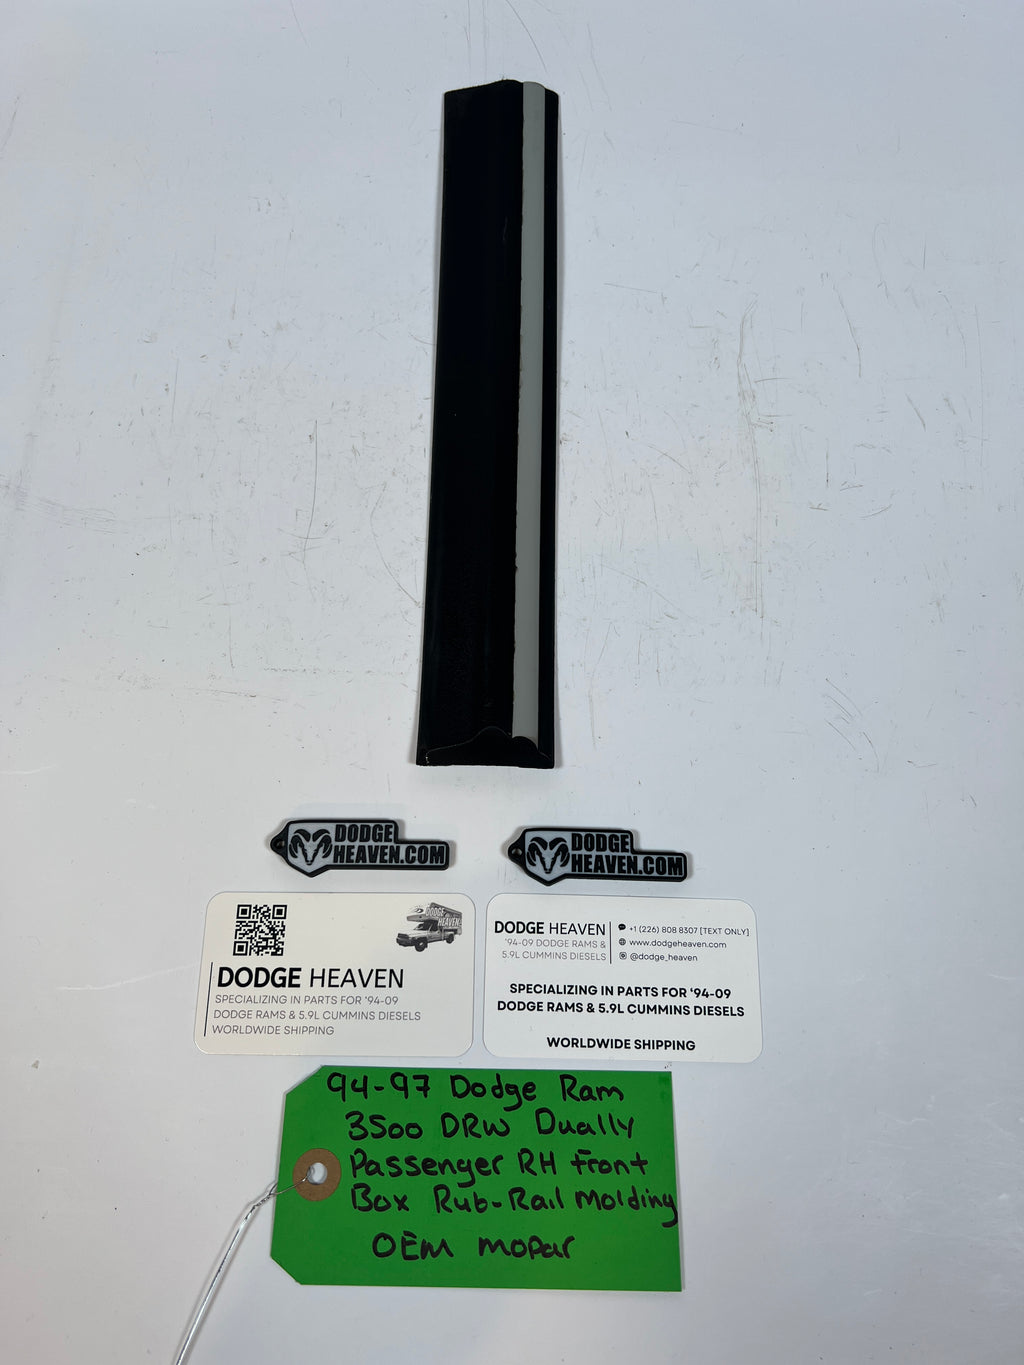 DODGE
HEAVEN.COM
DODGE
HEAVEN.COM
DODGE
HEAVEN
DODGE HEAVEN
SPECIALIZING IN PARTS FOR '94-09
DODGE RAMS & 5.9L CUMMINS DIESELS
WORLDWIDE SHIPPING
DODGE HEAVEN
'94-09 DODGE RAMS &
5.9L CUMMINS DIESELS
+1 (226) 808 8307 [TEXT ONLY]
www.dodgeheaven.com
@dodge_heaven
SPECIALIZING IN PARTS FOR '94-09
DODGE RAMS & 5.9L CUMMINS DIESELS
WORLDWIDE SHIPPING
94-97 Dodge Ram
3500 DRW Dually
Passenger RH Front
Box Rub-Rail Molding
OEM mopar